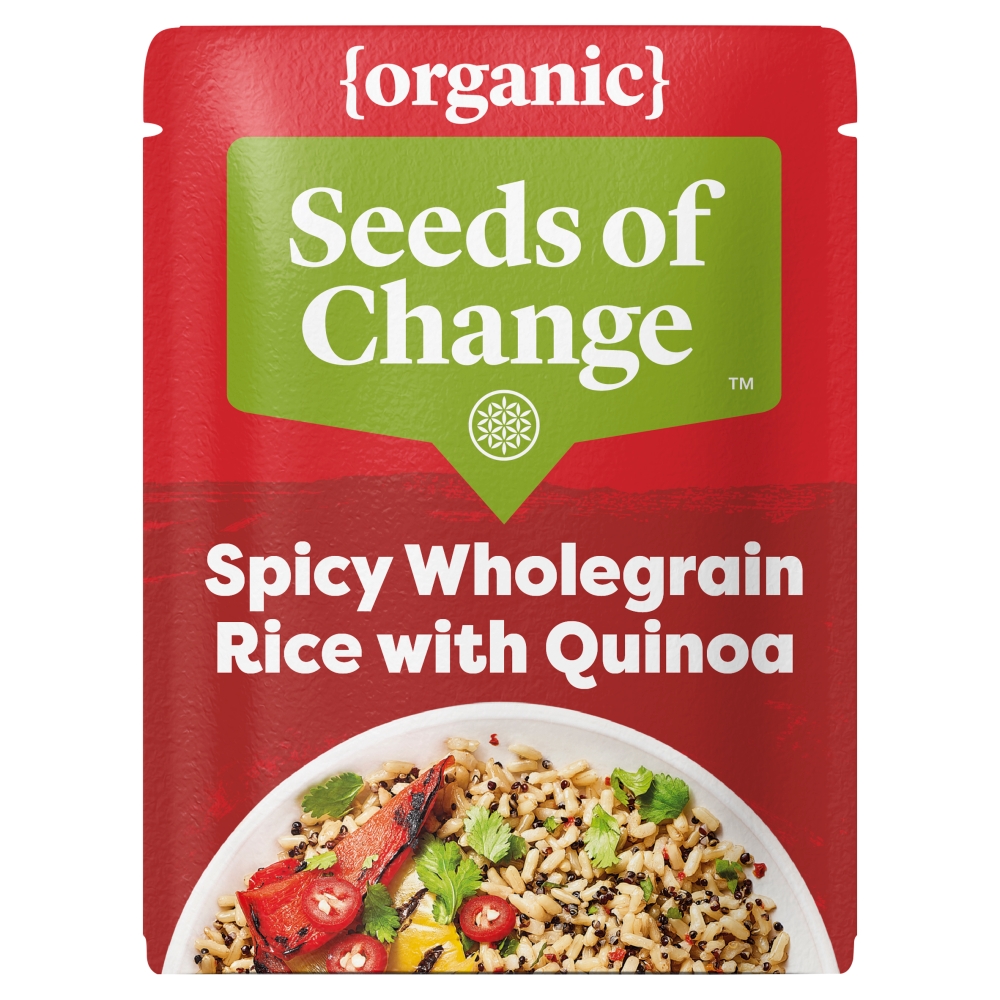 {organic}
Seeds of
Change
TM
Spicy Wholegrain
Rice with Quinoa